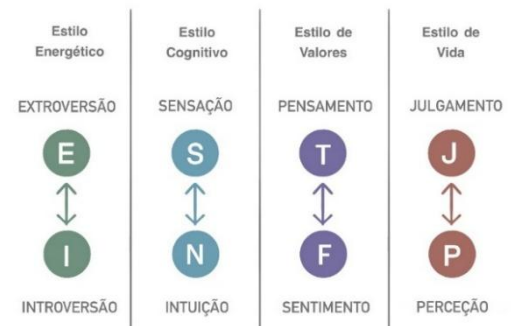 Estilo
Energético
EXTROVERSÃO
E
I
INTROVERSÃO
Estilo
Cognitivo
SENSAÇÃO
S
N
INTUIÇÃO
Estilo de
Valores
PENSAMENTO
T
F
SENTIMENTO
Estilo de
Vida
JULGAMENTO
J
P
PERCEÇÃO